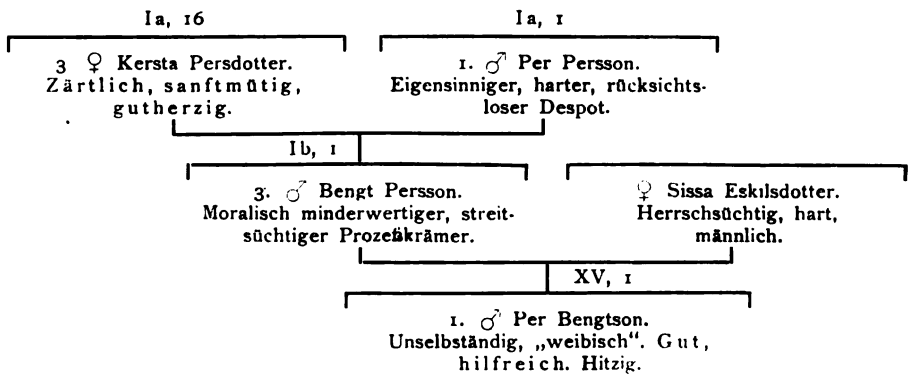 Ia, 16
Ia, 1
3 ♀ Kersta Persdotter.
Zärtlich, sanftmütig,
gutherzig.
1. ♂ Per Persson.
Eigensinniger, harter, rücksichts-
loser Despot.
Ib, 1
3. ♂ Bengt Persson.
Moralisch minderwertiger, streit-
süchtiger Prozeßkrämer.
♀ Sissa Eskilsdotter.
Herrschsüchtig, hart,
männlich.
XV, 1
1. ♂ Per Bengtson.
Unselbständig, „weibisch“. Gut,
hilfreich. Hitzig.